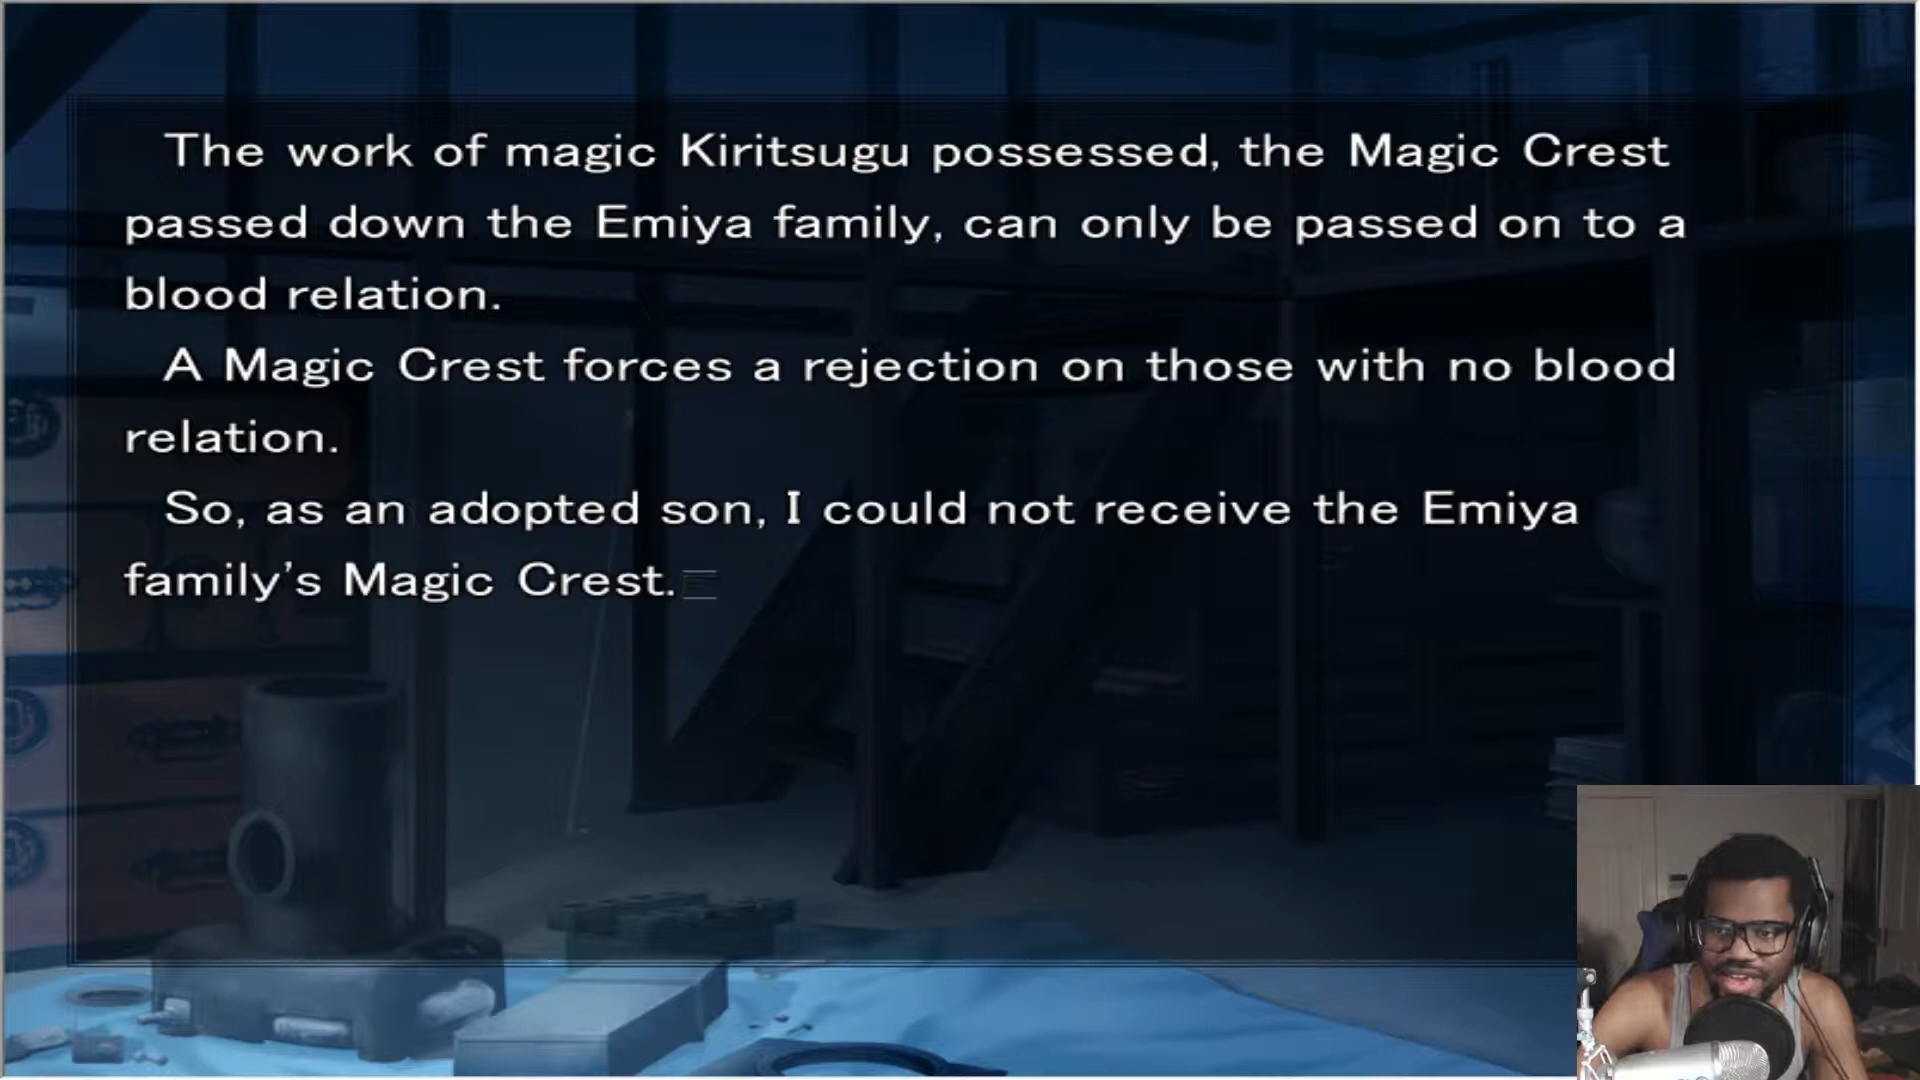 The work of magic Kiritsugu possessed, the Magic Crest
passed down the Emiya family, can only be passed on to a
blood relation.
A Magic Crest forces a rejection on those with no blood
relation.
So, as an adopted son, I could not receive the Emiya
family's Magic Crest.